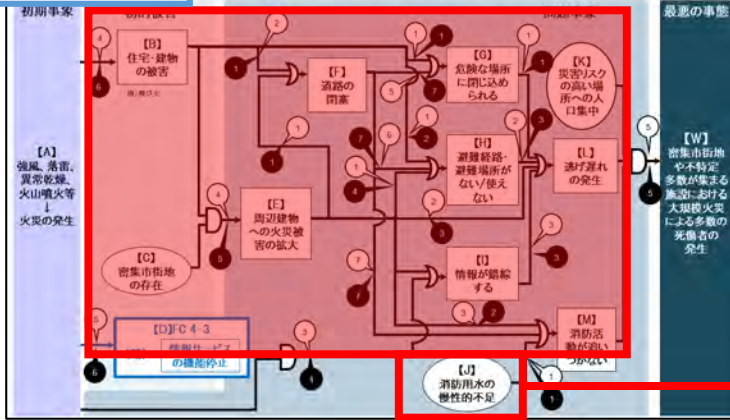 初期事象
最悪の事態
【A】
強風、落雷、
異常乾燥、
火山噴火等
↓
火災の発生
【B】
住宅・建物
の被害
【C】
密集市街地
の存在
【D】FC 4-3
情報サービス
の機能停止
【E】
周辺建物
への火災被
害の拡大
【F】
道路の
閉塞
【G】
危険な場所
に閉じ込め
られる
【H】
避難経路・
避難場所が
ない/使え
ない
【I】
情報が錯綜
する
【J】
消防用水の
慢性的不足
【K】
災害リスク
の高い場
所への人
口集中
【L】
逃げ遅れ
の発生
【M】
消防活
動が追い
つかない
【W】
密集市街地
や不特定
多数が集まる
施設における
大規模火災
による多数の
死傷者の
発生